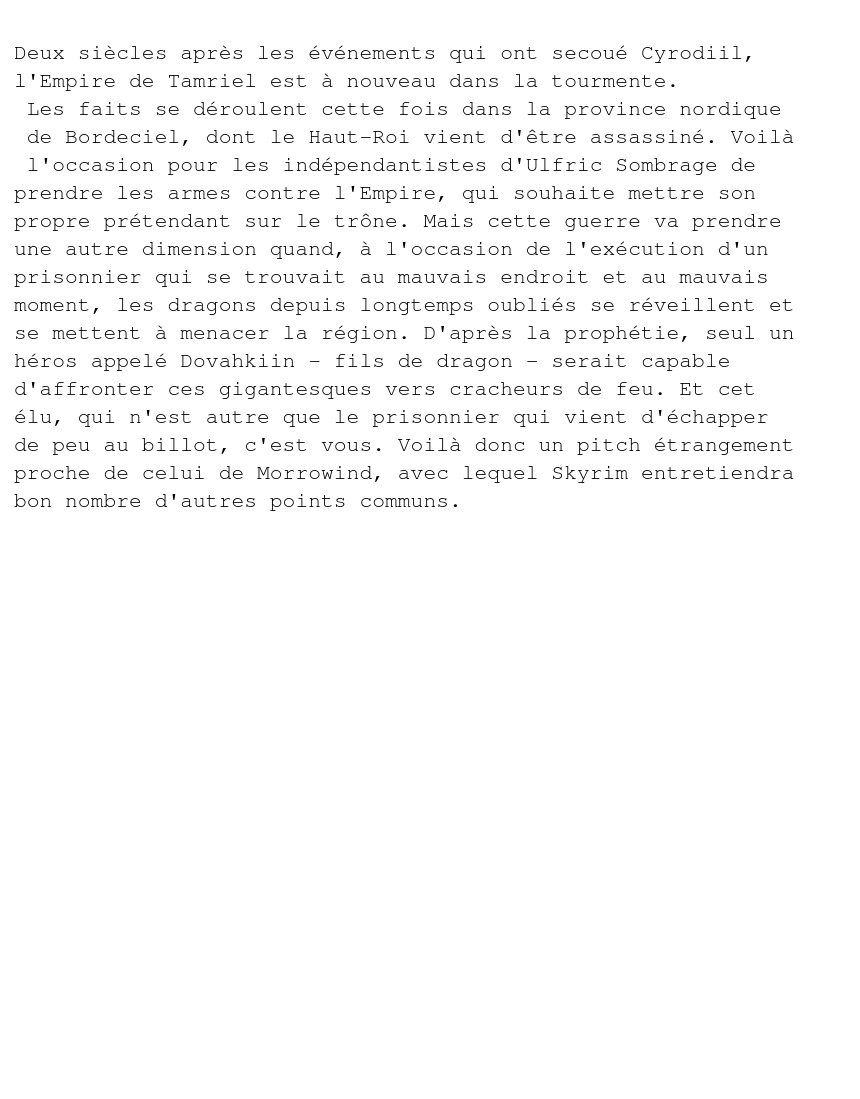 Deux siècles après les événements qui ont secoué Cyrodiil,
l'Empire de Tamriel est à nouveau dans la tourmente.
Les faits se déroulent cette fois dans la province nordique
de Bordeciel, dont le Haut-Roi vient d'être assassiné. Voilà
l'occasion pour les indépendantistes d'Ulfric Sombrage de
prendre les armes contre l'Empire, qui souhaite mettre son
propre prétendant sur le trône. Mais cette guerre va prendre
une autre dimension quand, à l'occasion de l'exécution d'un
prisonnier qui se trouvait au mauvais endroit et au mauvais
moment, les dragons depuis longtemps oubliés se réveillent et
se mettent à menacer la région. D'après la prophétie, seul un
héros appelé Dovahkiin - fils de dragon - serait capable
d'affronter ces gigantesques vers cracheurs de feu. Et cet
élu, qui n'est autre que le prisonnier qui vient d'échapper
de peu au billot, c'est vous. Voilà donc un pitch étrangement
proche de celui de Morrowind, avec lequel Skyrim entretiendra
bon nombre d'autres points communs.